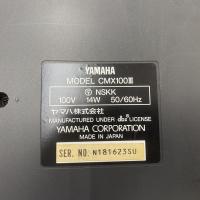 YAMAHA
MODEL CMX100III
NSKK
100V 14W 50/60Hz
ヤマハ株式会社
MANUFACTURED UNDER dbx LICENSE
YAMAHA CORPORATION
MADE IN JAPAN
SER. NO. N181623SU